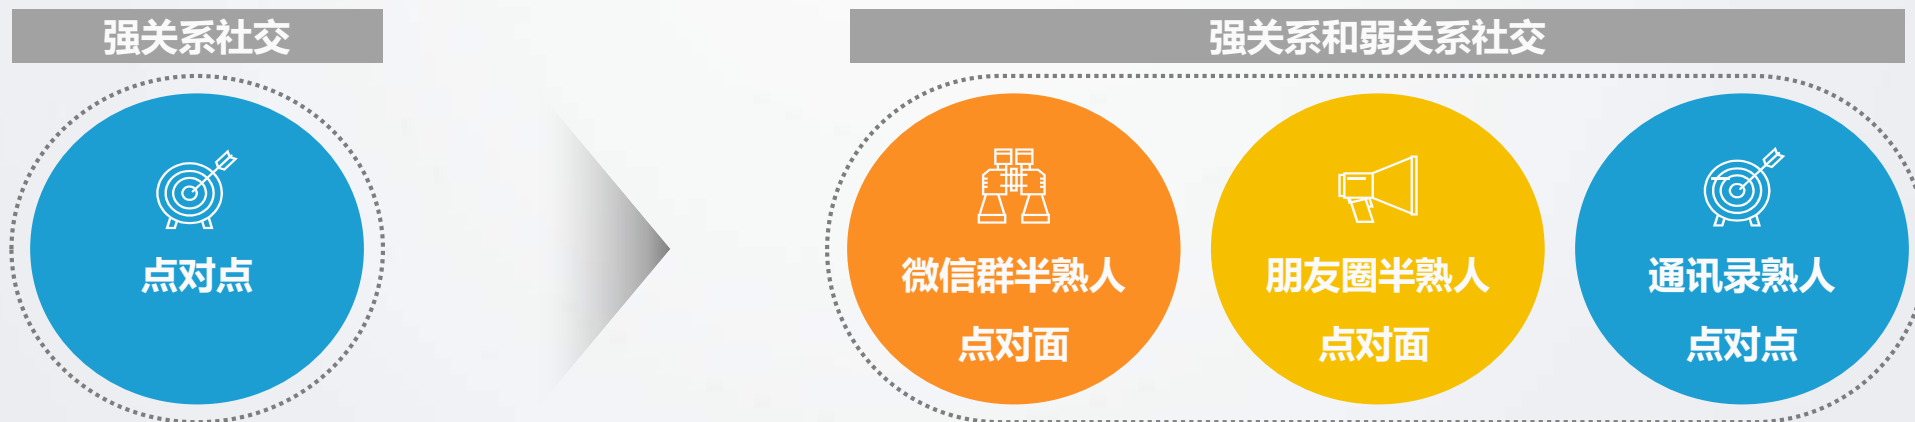 强关系社交
强关系和弱关系社交
点对点
微信群半熟人
点对面
朋友圈半熟人
点对面
通讯录熟人
点对点